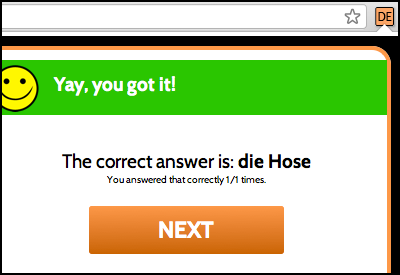 DE
Yay, you got it!
The correct answer is: die Hose
You answered that correctly 1/1 times.
NEXT